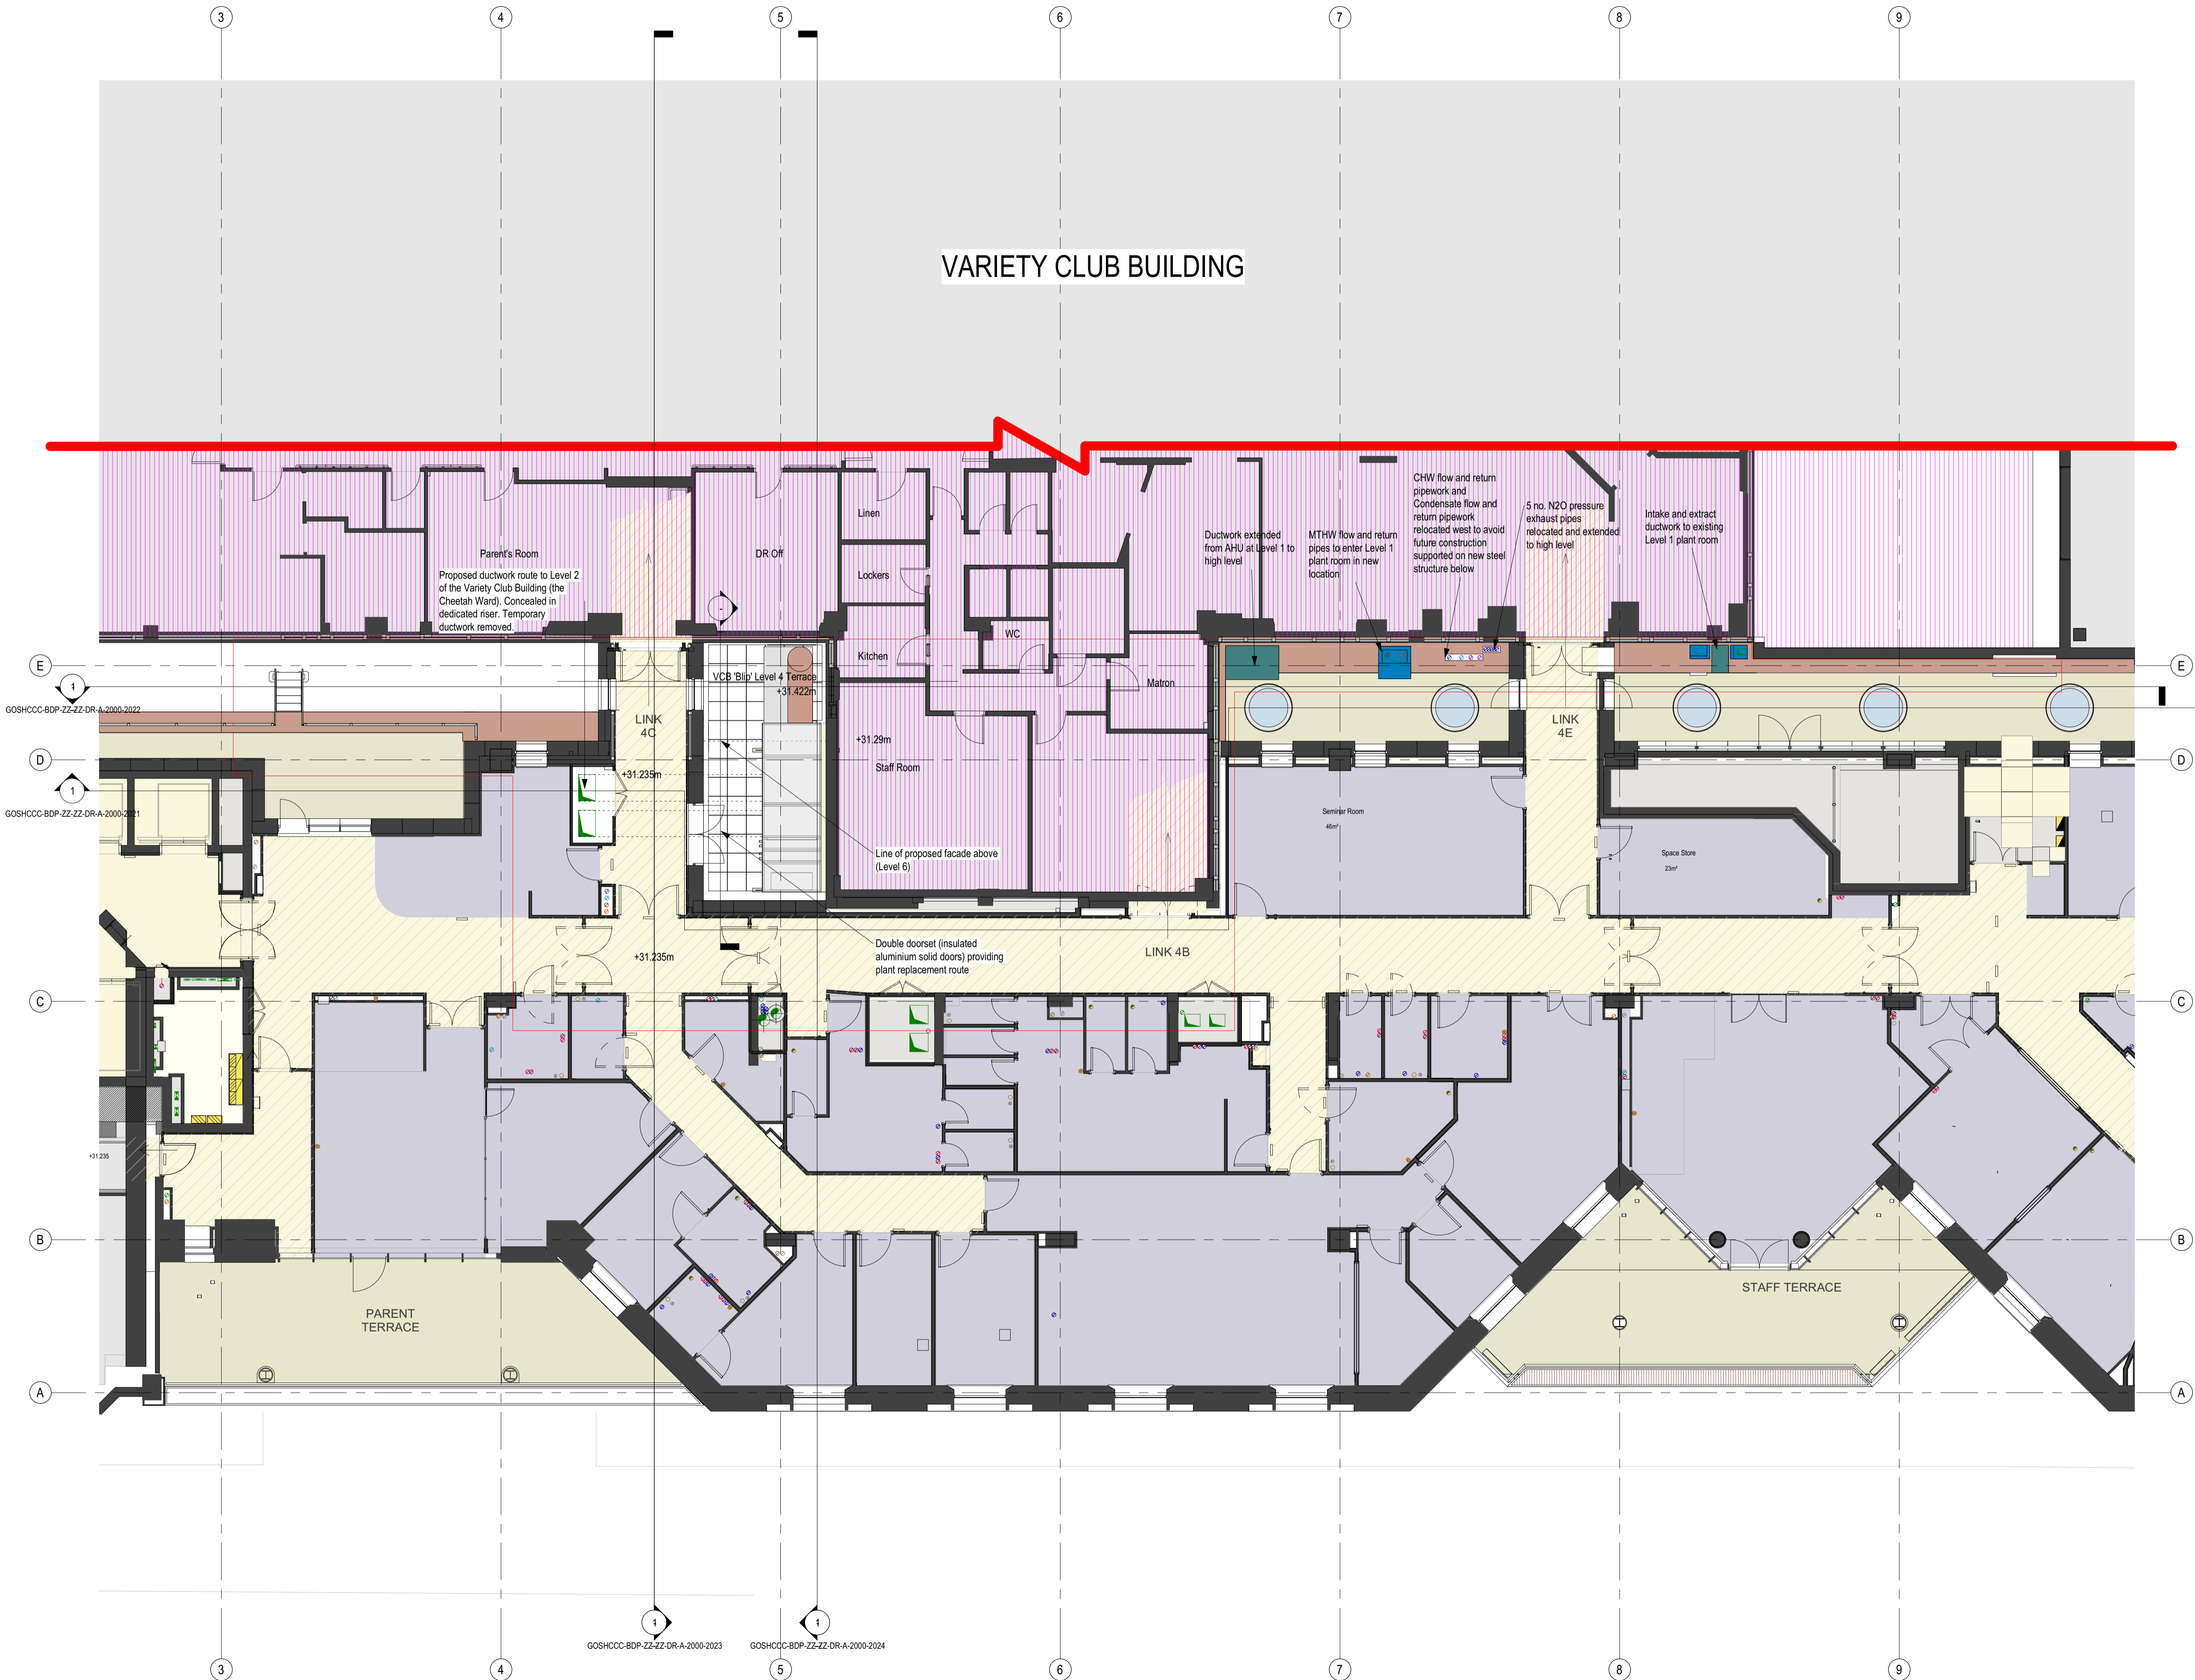 3
4
5
6
7
8
9
VARIETY CLUB BUILDING
Linen
Lockers
Kitchen
WC
Matron
DR Off
Parent's Room
Proposed ductwork route to Level 2
of the Variety Club Building (the
Cheetah Ward). Concealed in
dedicated riser. Temporary
ductwork removed.
-
Ductwork extended
from AHU at Level 1 to
high level
MTHW flow and return
pipes to enter Level 1
plant room in new
location
CHW flow and return
pipework and
Condensate flow and
return pipework
relocated west to avoid
future construction
supported on new steel
structure below
5 no. N2O pressure
exhaust pipes
relocated and extended
to high level
Intake and extract
ductwork to existing
Level 1 plant room
E
E
1
GOSHCCC-BDP-ZZ-ZZ-DR-A-2000-2022
VCB 'Blip' Level 4 Terrace
+31.422m
LINK
4C
LINK
4E
+31.29m
Staff Room
D
D
+31.235m
1
GOSHCCC-BDP-ZZ-ZZ-DR-A-2000-2021
Seminar Room
46m²
Space Store
23m²
Line of proposed facade above
(Level 6)
Double doorset (insulated
aluminium solid doors) providing
plant replacement route
+31.235m
LINK 4B
C
C
+31.235
B
B
PARENT
TERRACE
STAFF TERRACE
A
A
1
GOSHCCC-BDP-ZZ-ZZ-DR-A-2000-2023
1
GOSHCCC-BDP-ZZ-ZZ-DR-A-2000-2024
3
4
5
6
7
8
9